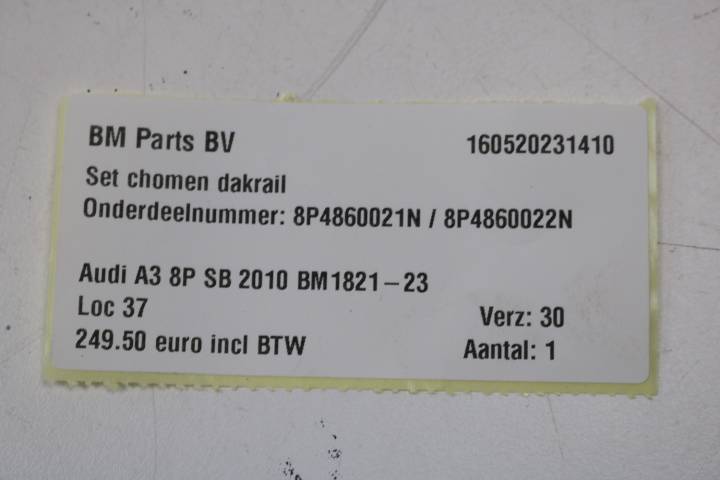 BM Parts BV 160520231410
Set chomen dakrail
Onderdeelnummer: 8P4860021N / 8P4860022N
Audi A3 8P SB 2010 BM1821-23
Loc 37 Verz: 30
249.50 euro incl BTW Aantal: 1